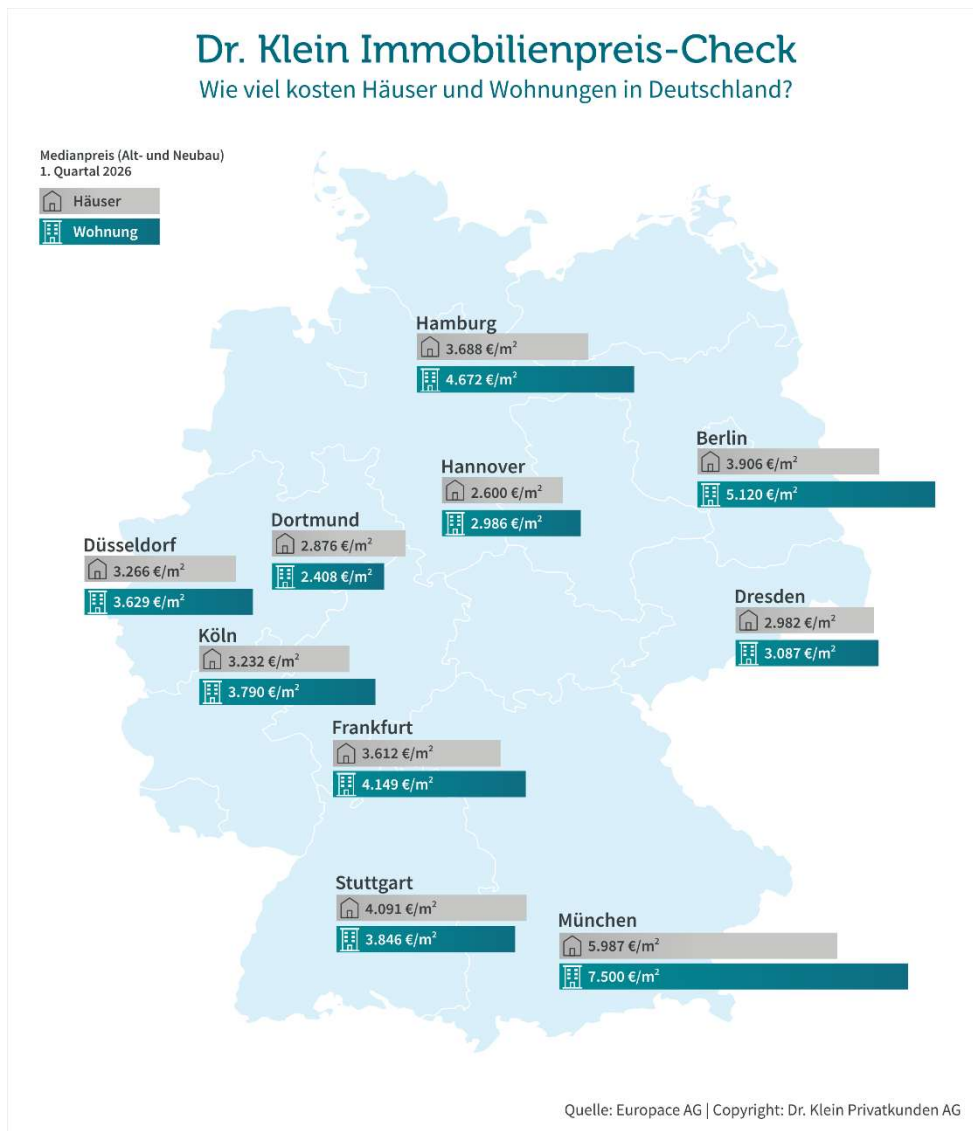 Dr. Klein Immobilienpreis-Check
Wie viel kosten Häuser und Wohnungen in Deutschland?
Medianpreis (Alt- und Neubau)
1. Quartal 2026
Häuser
Wohnung
Hamburg
3.688 €/m²
4.672 €/m²
Berlin
3.906 €/m²
5.120 €/m²
Hannover
2.600 €/m²
2.986 €/m²
Dortmund
2.876 €/m²
2.408 €/m²
Düsseldorf
3.266 €/m²
3.629 €/m²
Dresden
2.982 €/m²
3.087 €/m²
Köln
3.232 €/m²
3.790 €/m²
Frankfurt
3.612 €/m²
4.149 €/m²
Stuttgart
4.091 €/m²
3.846 €/m²
München
5.987 €/m²
7.500 €/m²
Quelle: Europace AG | Copyright: Dr. Klein Privatkunden AG